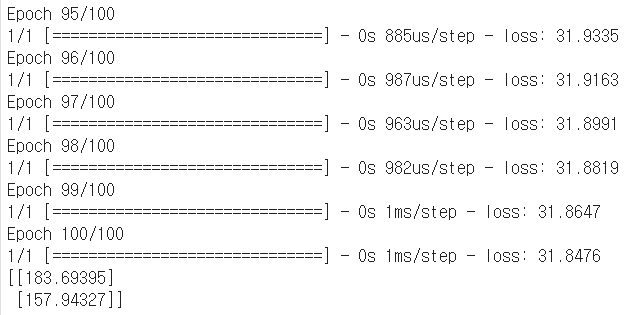 Epoch 95/100
1/1 [==============================] - 0s 885us/step - loss: 31.9335
Epoch 96/100
1/1 [==============================] - 0s 987us/step - loss: 31.9163
Epoch 97/100
1/1 [==============================] - 0s 963us/step - loss: 31.8991
Epoch 98/100
1/1 [==============================] - 0s 982us/step - loss: 31.8819
Epoch 99/100
1/1 [==============================] - 0s 1ms/step - loss: 31.8647
Epoch 100/100
1/1 [==============================] - 0s 1ms/step - loss: 31.8476
[[183.69395]
 [157.94327]]